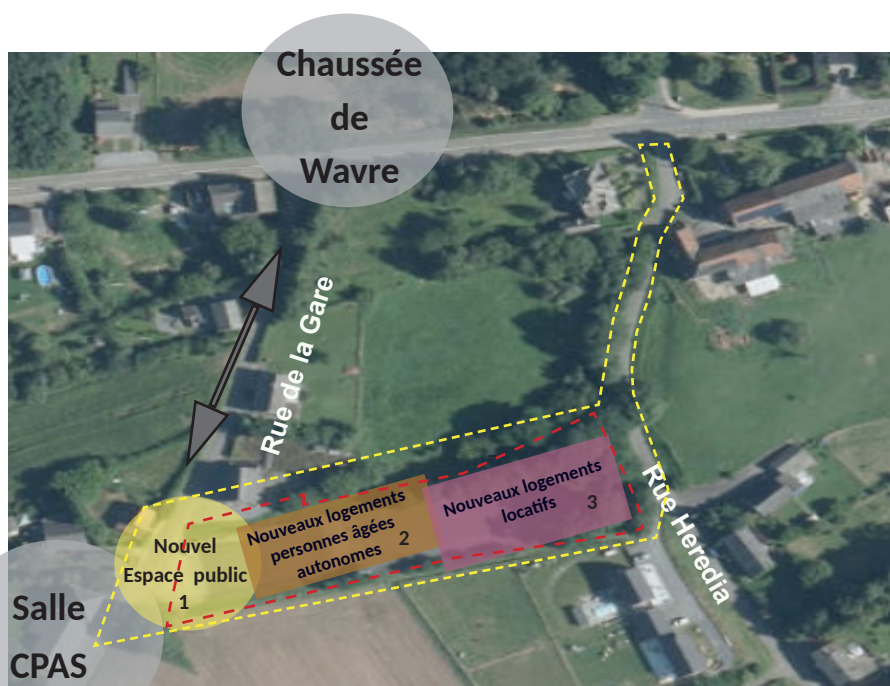 Chaussée
de
Wavre
Rue de la Gare
Nouveaux logements
personnes âgées
autonomes 2
Nouveaux logements
locatifs 3
Rue Heredia
Nouvel
Espace public
1
Salle
CPAS